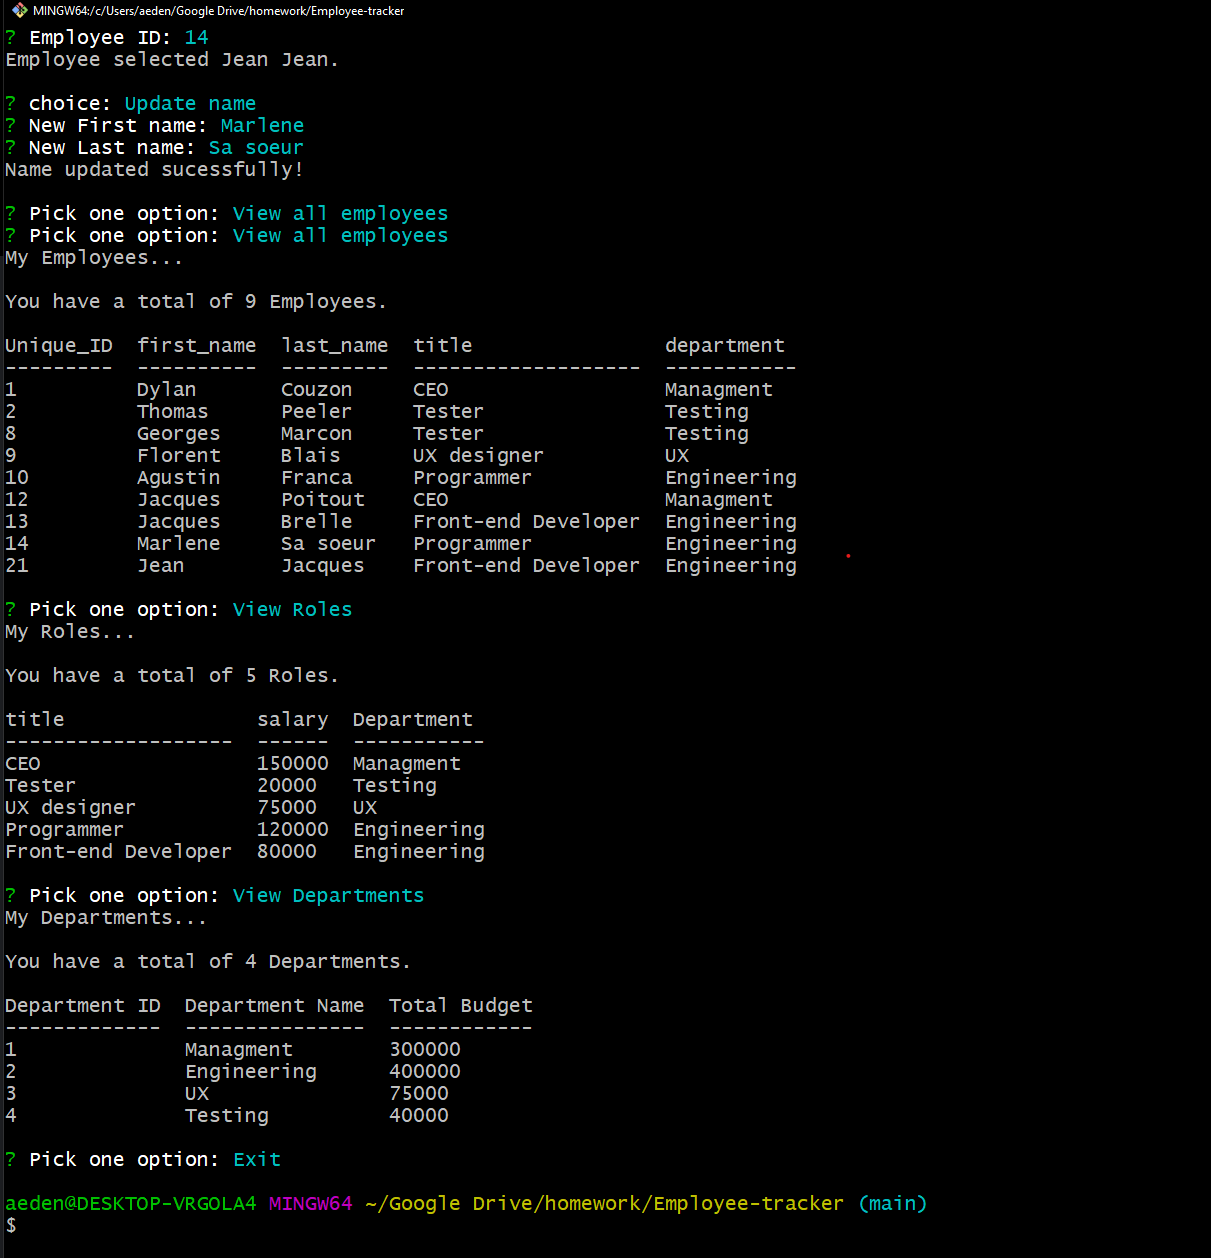 MINGW64:/c/Users/aeden/Google Drive/homework/Employee-tracker
? Employee ID: 14
Employee selected Jean Jean.
? choice: Update name
? New First name: Marlene
? New Last name: Sa soeur
Name updated sucessfully!
? Pick one option: View all employees
? Pick one option: View all employees
My Employees...
You have a total of 9 Employees.
Unique_ID  first_name  last_name  title                department
---------  ----------  ---------  -------------------  -----------
1          Dylan       Couzon     CEO                  Managment
2          Thomas      Peeler     Tester               Testing
8          Georges     Marcon     Tester               Testing
9          Florent     Blais      UX designer          UX
10         Agustin     Franca     Programmer           Engineering
12         Jacques     Poitout    CEO                  Managment
13         Jacques     Brelle     Front-end Developer  Engineering
14         Marlene     Sa soeur   Programmer           Engineering
21         Jean        Jacques    Front-end Developer  Engineering
? Pick one option: View Roles
My Roles...
You have a total of 5 Roles.
title                salary  Department
-------------------  ------  -----------
CEO                  150000  Managment
Tester               20000   Testing
UX designer          75000   UX
Programmer           120000  Engineering
Front-end Developer  80000   Engineering
? Pick one option: View Departments
My Departments...
You have a total of 4 Departments.
Department ID  Department Name  Total Budget
-------------  ---------------  ------------
1              Managment        300000
2              Engineering      400000
3              UX               75000
4              Testing          40000
? Pick one option: Exit
aeden@DESKTOP-VRGOLA4 MINGW64 ~/Google Drive/homework/Employee-tracker (main)
$